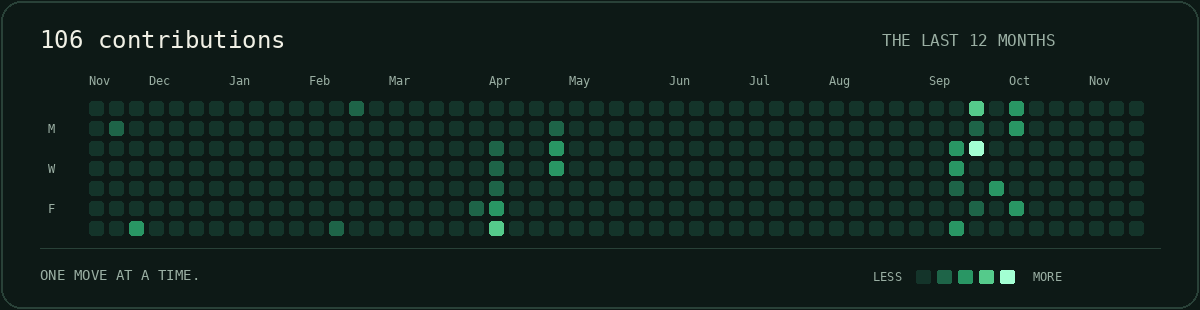 106 contributions
THE LAST 12 MONTHS
Nov Dec Jan Feb Mar Apr May Jun Jul Aug Sep Oct Nov
M
W
F
ONE MOVE AT A TIME.
LESS MORE